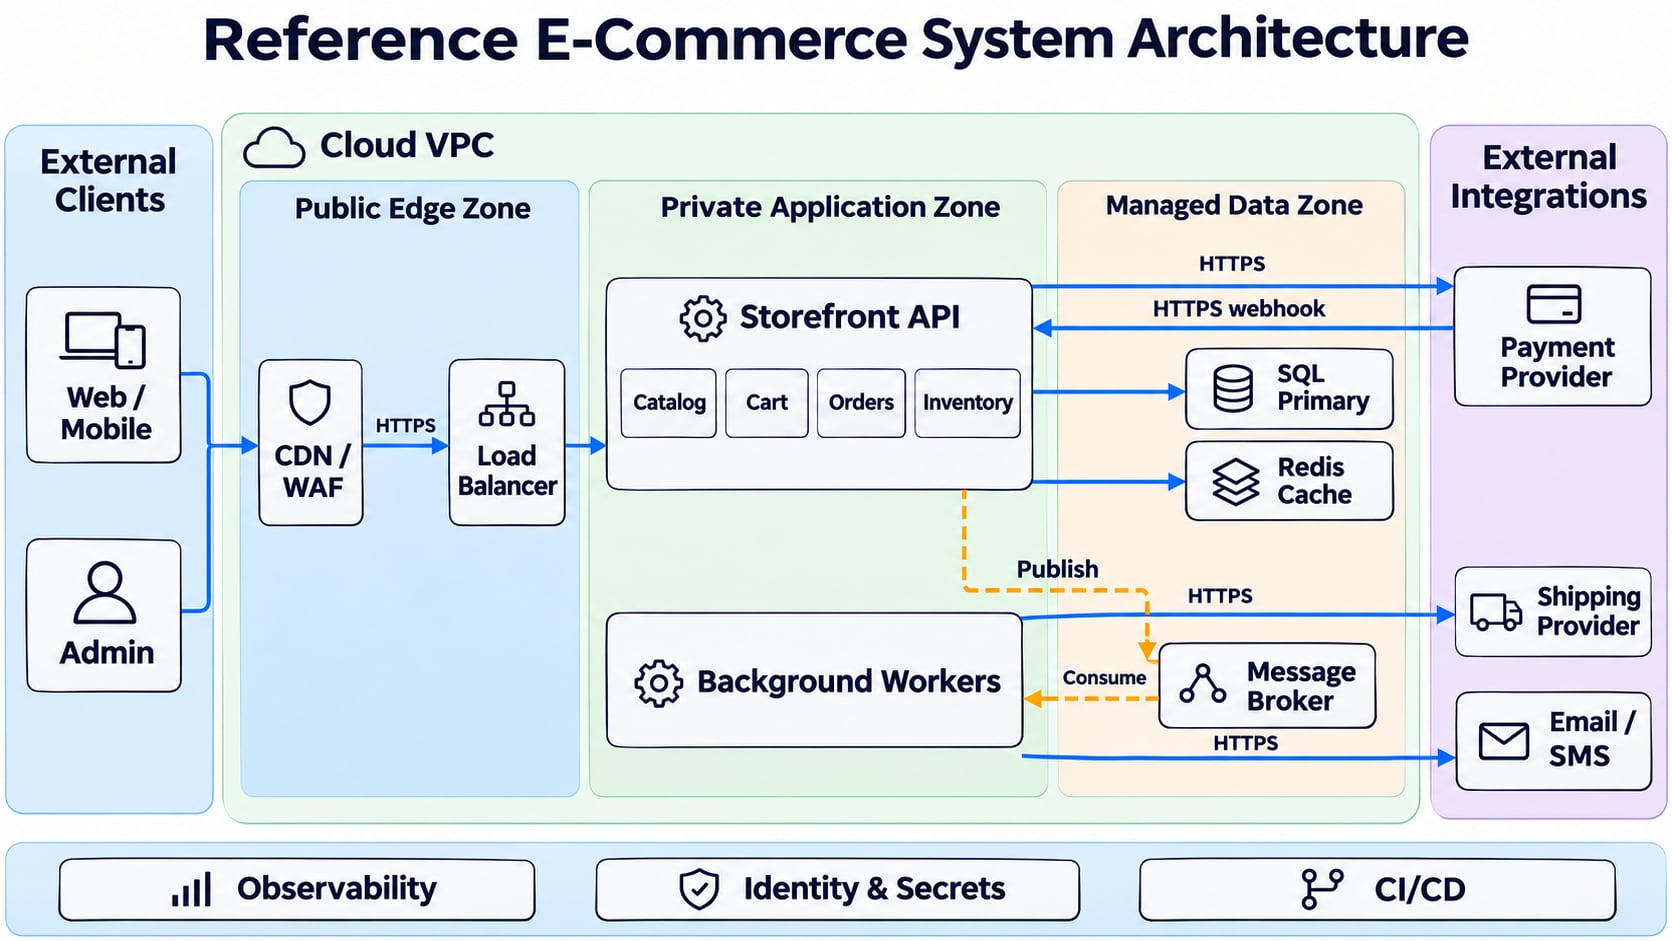 Reference E-Commerce System Architecture
External
Clients
Web /
Mobile
Admin
Cloud VPC
Public Edge Zone
CDN /
WAF
HTTPS
Load
Balancer
Private Application Zone
Storefront API
Catalog
Cart
Orders
Inventory
Background Workers
Managed Data Zone
HTTPS
HTTPS webhook
SQL
Primary
Redis
Cache
Publish
HTTPS
Consume
Message
Broker
HTTPS
External
Integrations
Payment
Provider
Shipping
Provider
Email /
SMS
Observability
Identity & Secrets
CI/CD